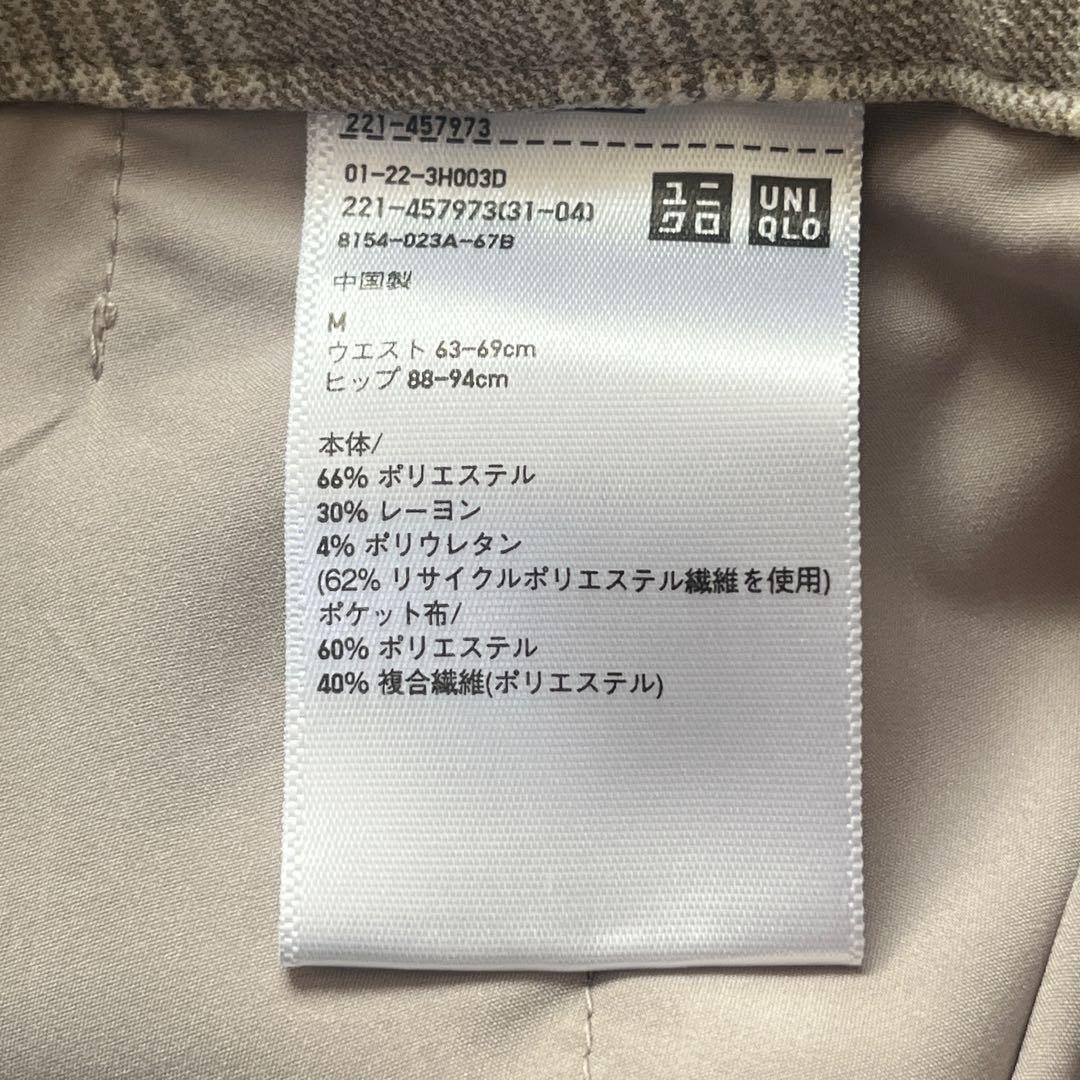 221-457973
01-22-3H003D
221-457973(31-04)
8154-023A-67B
ユニ
クロ
UNI
QLO
中国製
M
ウエスト 63-69cm
ヒップ 88-94cm
本体/
66% ポリエステル
30% レーヨン
4% ポリウレタン
(62% リサイクルポリエステル繊維を使用)
ポケット布/
60% ポリエステル
40% 複合繊維(ポリエステル)